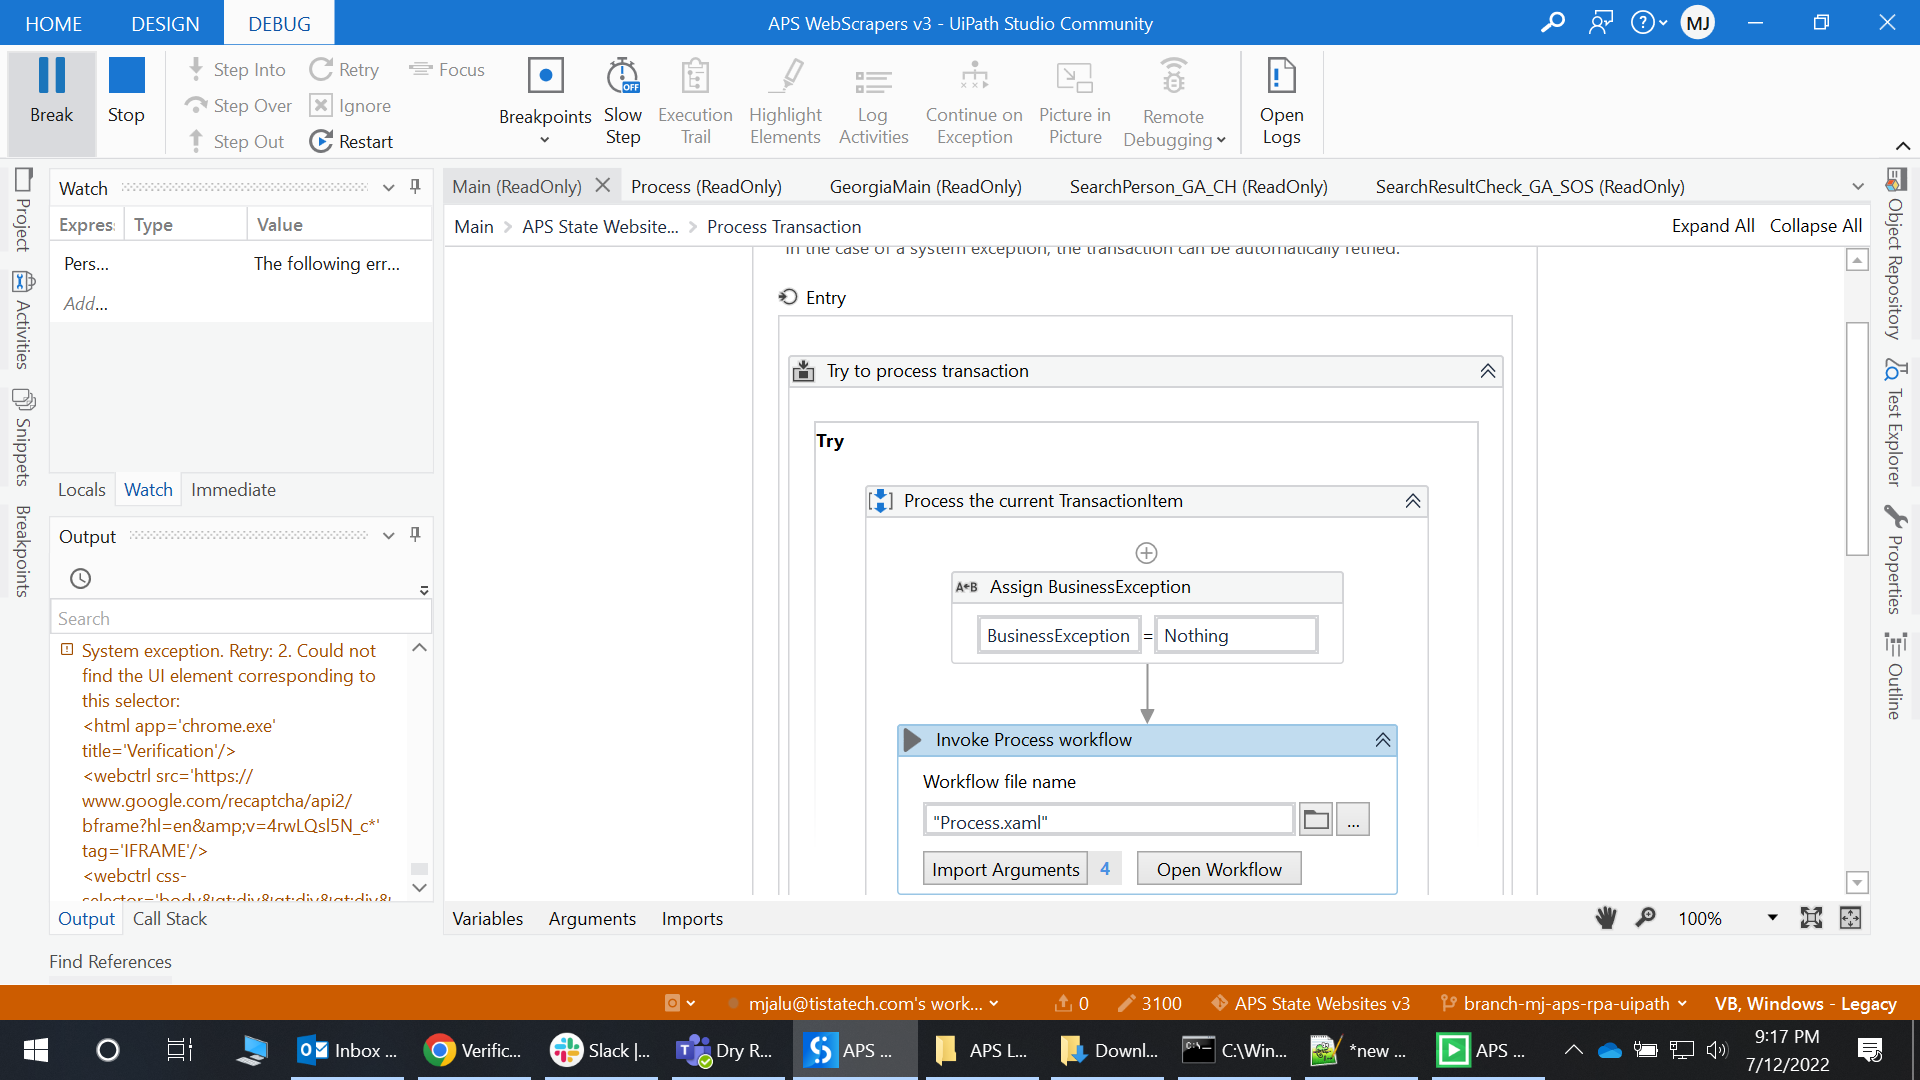 HOME DESIGN DEBUG APS WebScrapers v3 - UiPath Studio Community MJ
Break Stop Step Into Step Over Step Out Retry Ignore Restart Focus
Breakpoints Slow Step OFF Execution Trail Highlight Elements Log Activities Continue on Exception Picture in Picture Remote Debugging Open Logs
Project
Activities
Snippets
Breakpoints
Watch
Expres: Type Value
Pers... The following err...
Add...
Locals Watch Immediate
Output
Search
System exception. Retry: 2. Could not
find the UI element corresponding to
this selector:
<html app='chrome.exe'
title='Verification'/>
<webctrl src='https://
www.google.com/recaptcha/api2/
bframe?hl=en&amp;v=4rwLQsl5N_c*'
tag='IFRAME'/>
<webctrl css-
selector='body&gt;div&gt;div&gt;div&
Output Call Stack
Find References
Main (ReadOnly) Process (ReadOnly) GeorgiaMain (ReadOnly) SearchPerson_GA_CH (ReadOnly) SearchResultCheck_GA_SOS (ReadOnly)
Main > APS State Website... > Process Transaction Expand All Collapse All
In the case of a system exception, the transaction can be automatically retried.
Entry
Try to process transaction
Try
Process the current TransactionItem
A←B Assign BusinessException
BusinessException = Nothing
Invoke Process workflow
Workflow file name
"Process.xaml" ...
Import Arguments 4 Open Workflow
Variables Arguments Imports 100%
Object Repository
Test Explorer
Properties
Outline
mjalu@tistatech.com's work... 0 3100 APS State Websites v3 branch-mj-aps-rpa-uipath VB, Windows - Legacy
Inbox ... Verific... Slack |... Dry R... APS ... APS L... Downl... C:\Win... *new ... APS ... 9:17 PM
7/12/2022